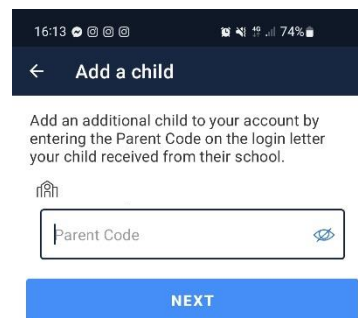 16:13 74%
Add a child
Add an additional child to your account by
entering the Parent Code on the login letter
your child received from their school.
Parent Code
NEXT